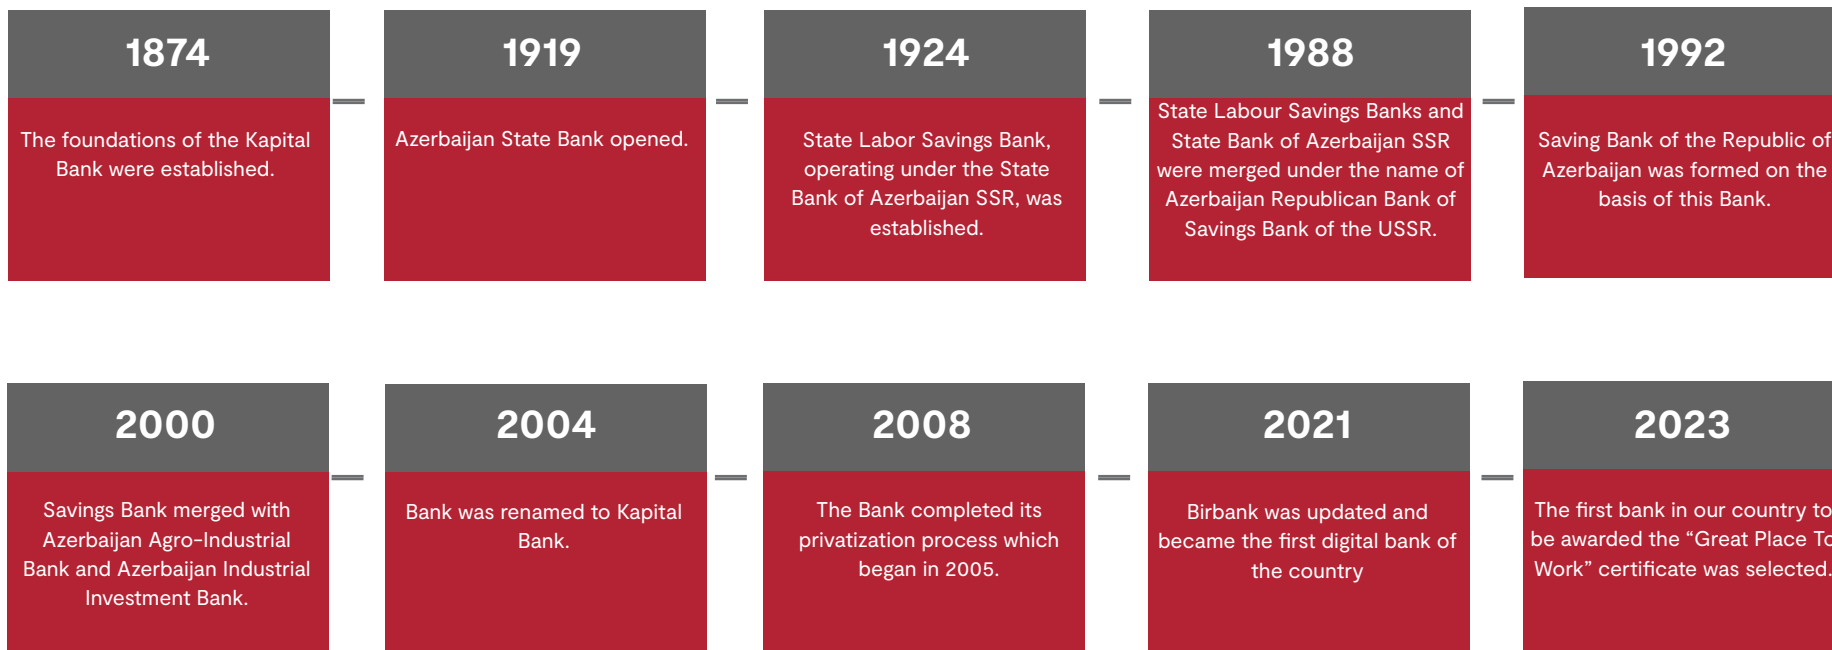 1874
The foundations of the Kapital
Bank were established.
1919
Azerbaijan State Bank opened.
1924
State Labor Savings Bank,
operating under the State
Bank of Azerbaijan SSR, was
established.
1988
State Labour Savings Banks and
State Bank of Azerbaijan SSR
were merged under the name of
Azerbaijan Republican Bank of
Savings Bank of the USSR.
1992
Saving Bank of the Republic of
Azerbaijan was formed on the
basis of this Bank.
2000
Savings Bank merged with
Azerbaijan Agro-Industrial
Bank and Azerbaijan Industrial
Investment Bank.
2004
Bank was renamed to Kapital
Bank.
2008
The Bank completed its
privatization process which
began in 2005.
2021
Birbank was updated and
became the first digital bank of
the country
2023
The first bank in our country to
be awarded the “Great Place To
Work” certificate was selected.